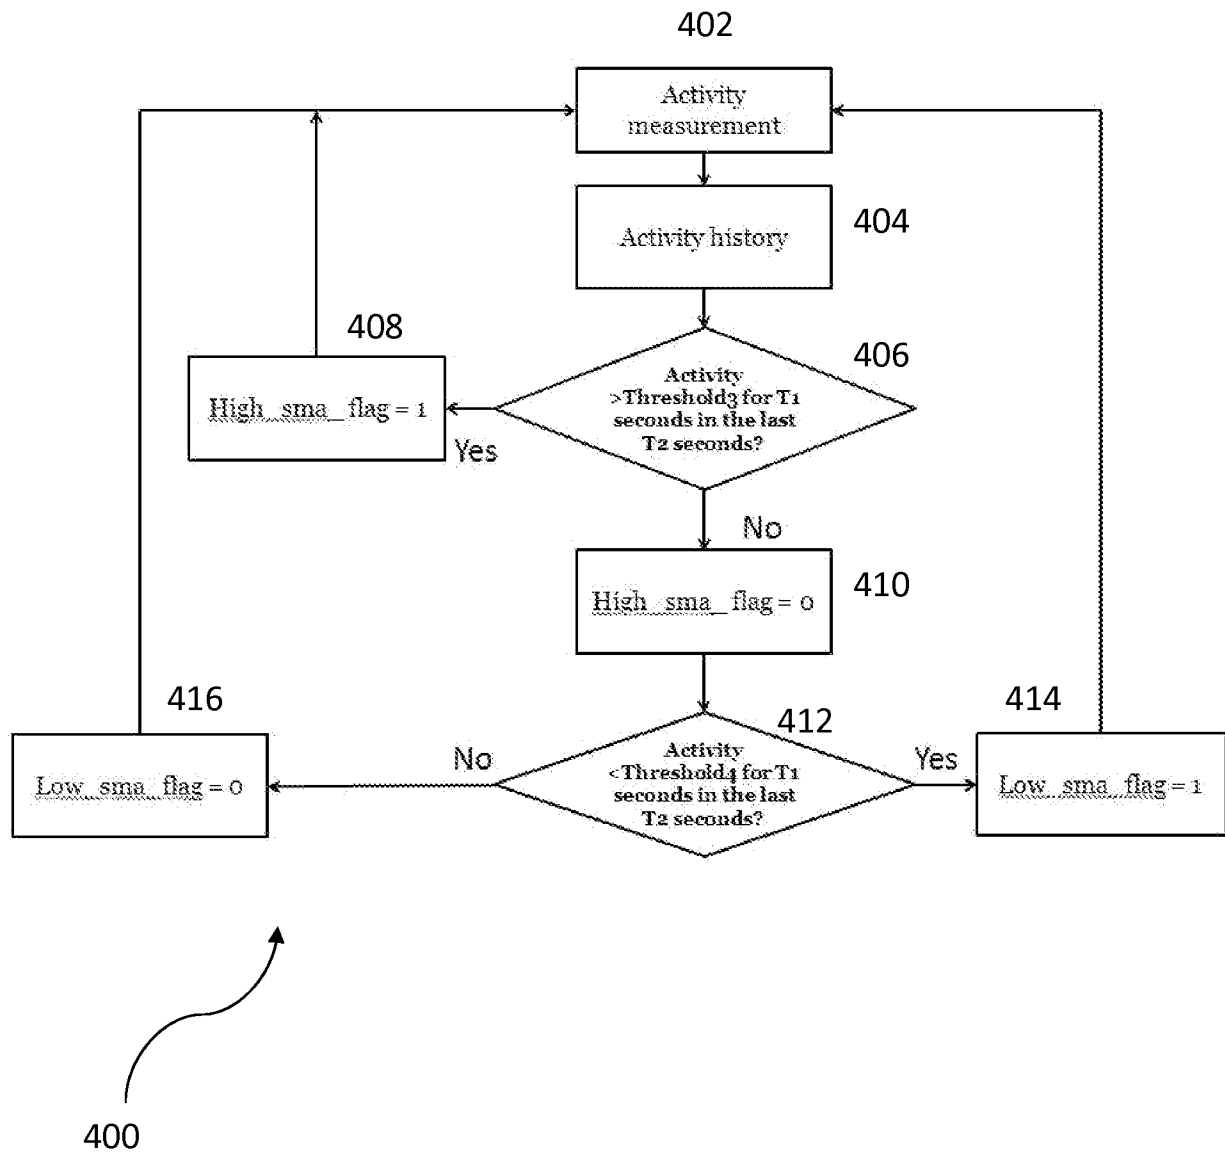 402
Activity
measurement
404
Activity history
408
406
Activity
>Threshold3 for T1
seconds in the last
T2 seconds?
High_sma_flag = 1
Yes
No
410
High_sma_flag = 0
416
412
414
No
Activity
<Threshold4 for T1
seconds in the last
T2 seconds?
Yes
Low_sma_flag = 0
Low_sma_flag = 1
400